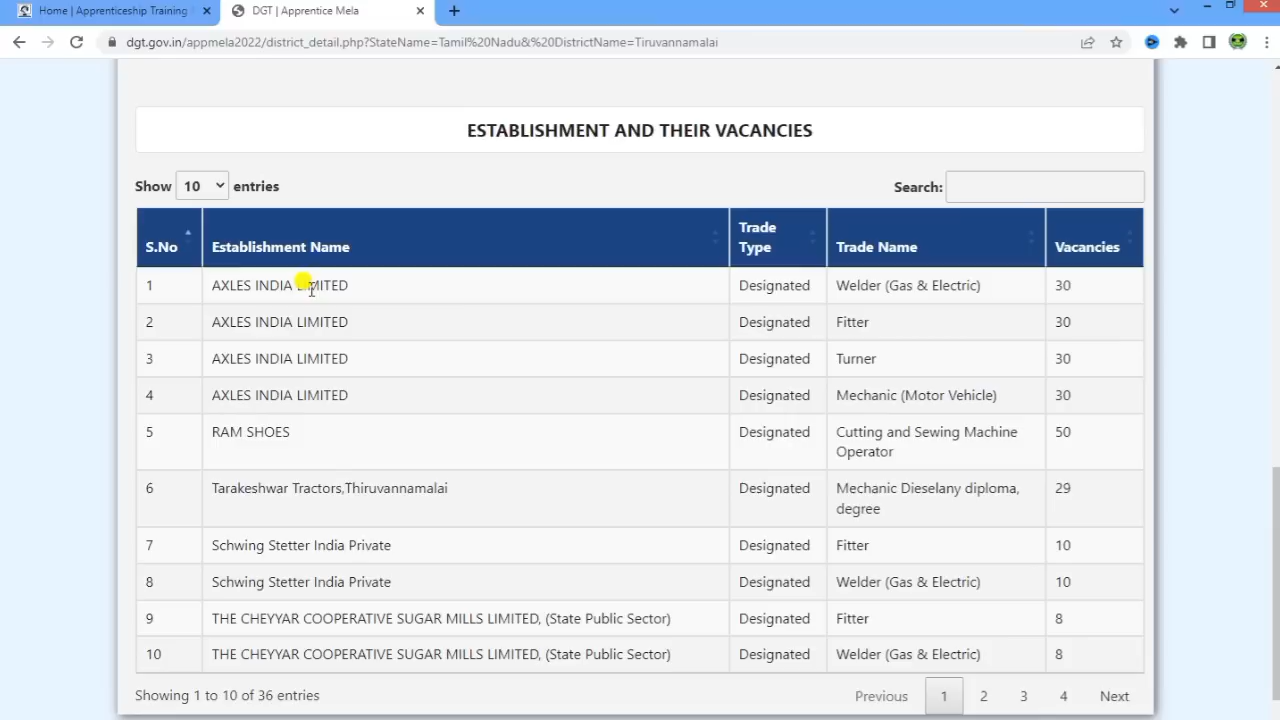 Home | Apprenticeship Training
DGT | Apprentice Mela
dgt.gov.in/appmela2022/district_detail.php?StateName=Tamil%20Nadu&%20DistrictName=Tiruvannamalai
ESTABLISHMENT AND THEIR VACANCIES
Show 10 entries Search:
S.No Establishment Name Trade Type Trade Name Vacancies
1 AXLES INDIA LIMITED Designated Welder (Gas & Electric) 30
2 AXLES INDIA LIMITED Designated Fitter 30
3 AXLES INDIA LIMITED Designated Turner 30
4 AXLES INDIA LIMITED Designated Mechanic (Motor Vehicle) 30
5 RAM SHOES Designated Cutting and Sewing Machine 50
Operator
6 Tarakeshwar Tractors,Thiruvannamalai Designated Mechanic Dieselany diploma, 29
degree
7 Schwing Stetter India Private Designated Fitter 10
8 Schwing Stetter India Private Designated Welder (Gas & Electric) 10
9 THE CHEYYAR COOPERATIVE SUGAR MILLS LIMITED, (State Public Sector) Designated Fitter 8
10 THE CHEYYAR COOPERATIVE SUGAR MILLS LIMITED, (State Public Sector) Designated Welder (Gas & Electric) 8
Showing 1 to 10 of 36 entries Previous 1 2 3 4 Next